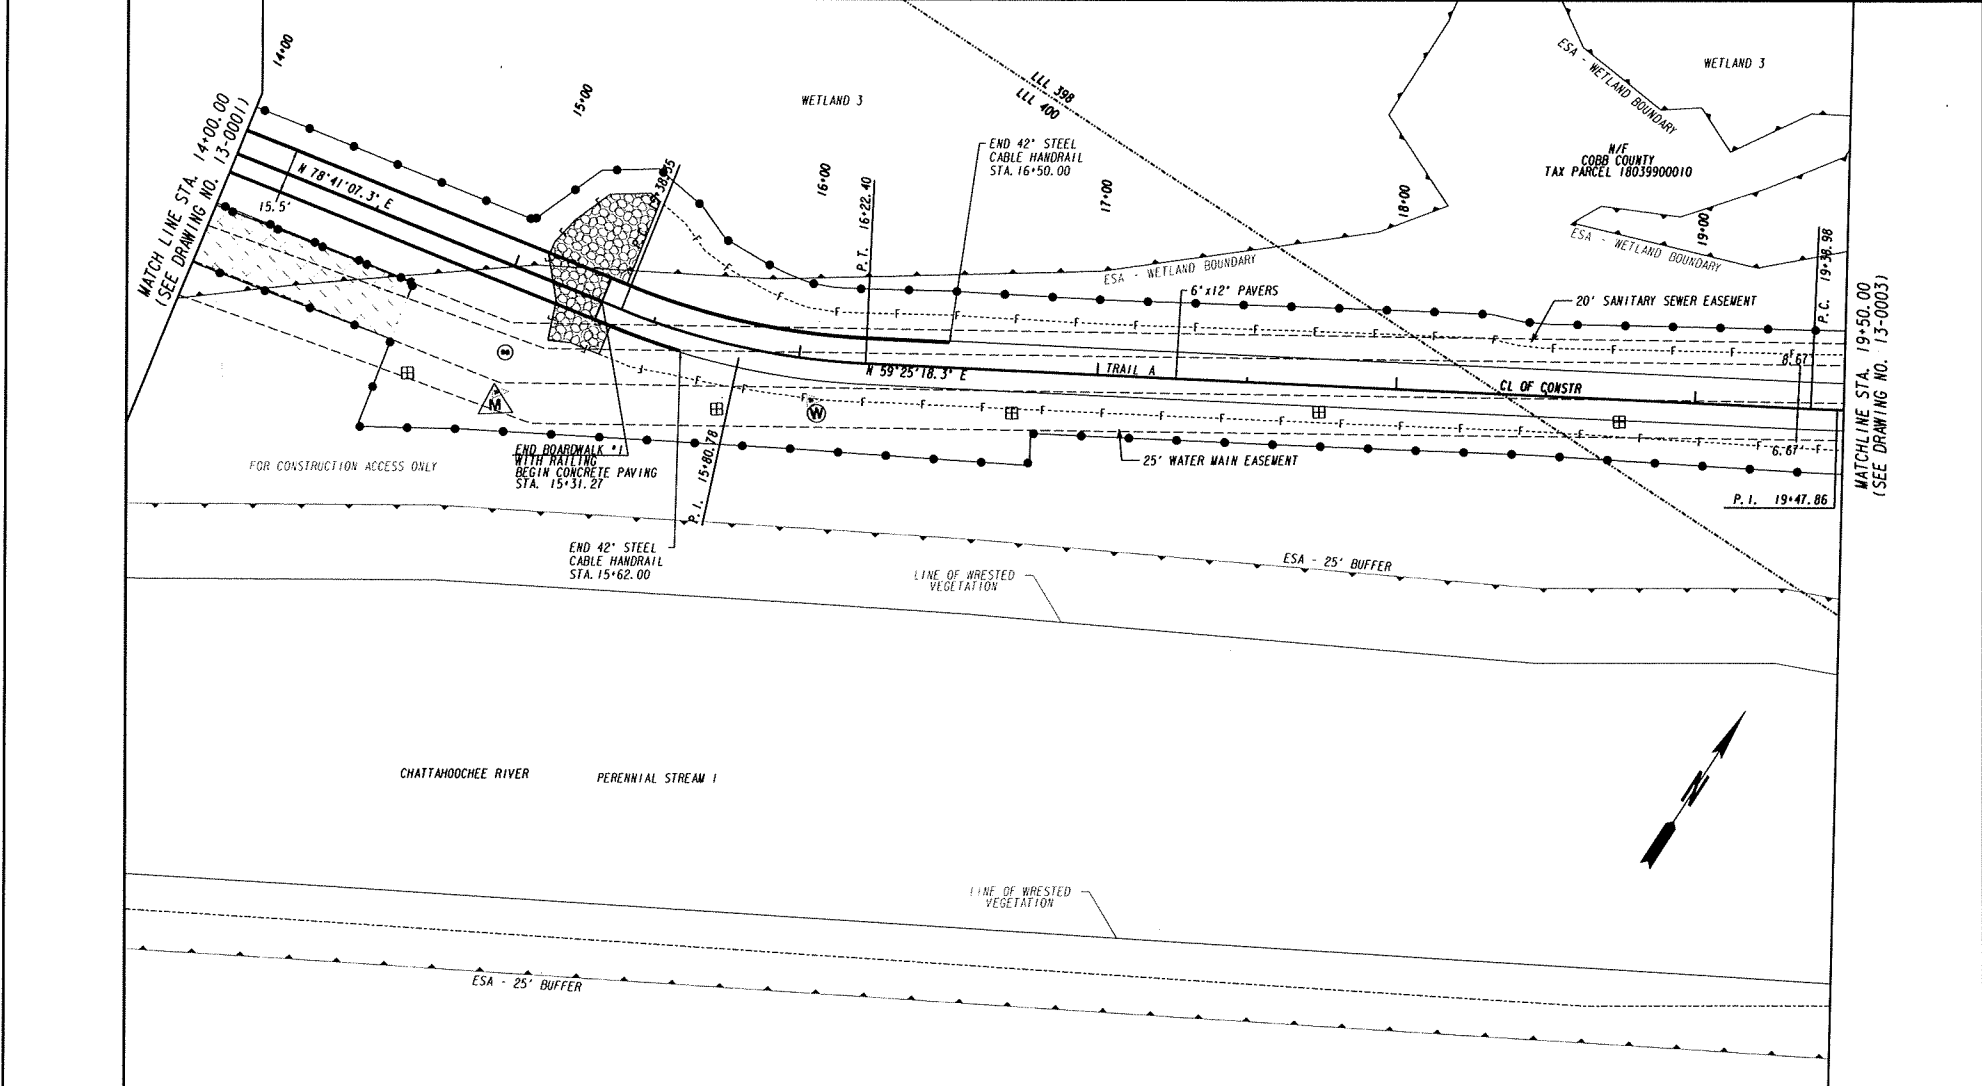 14+00
15+00
WETLAND 3
LLL 398
LLL 400
WETLAND 3
ESA - WETLAND BOUNDARY
MATCH LINE STA. 14+00.00
(SEE DRAWING NO. 13-0001)
N 78°41'07.3" E
15.5'
P.C. 15+38.35
16+00
P.T. 16+22.40
END 42" STEEL
CABLE HANDRAIL
STA. 16+50.00
17+00
18+00
N/F
COBB COUNTY
TAX PARCEL 18039900010
19+00
ESA - WETLAND BOUNDARY
P.C. 19+38.98
ESA - WETLAND BOUNDARY
6"x12" PAVERS
20' SANITARY SEWER EASEMENT
MATCHLINE STA. 19+50.00
(SEE DRAWING NO. 13-0003)
8.67'
N 59°25'18.3" E
TRAIL A
CL OF CONSTR
M
W
FOR CONSTRUCTION ACCESS ONLY
END BOARDWALK #1
WITH RAILING
BEGIN CONCRETE PAVING
STA. 15+31.27
P.I. 15+80.78
25' WATER MAIN EASEMENT
6.67'
P.I. 19+47.86
END 42" STEEL
CABLE HANDRAIL
STA. 15+62.00
LINE OF WRESTED
VEGETATION
ESA - 25' BUFFER
CHATTAHOOCHEE RIVER
PERENNIAL STREAM 1
N
LINE OF WRESTED
VEGETATION
ESA - 25' BUFFER